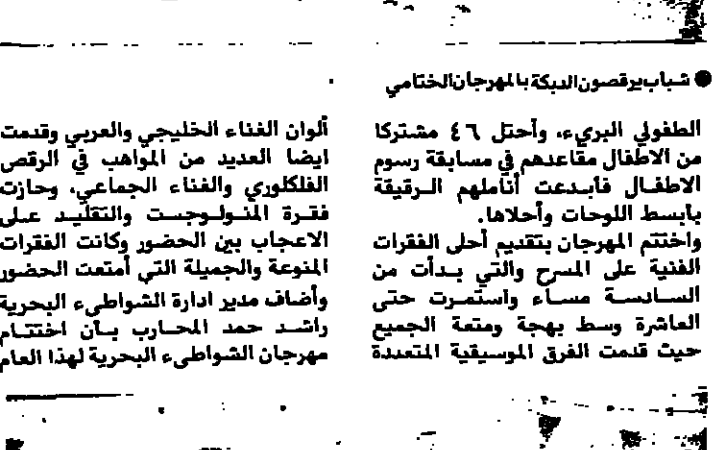 ● شباب يرقصون الدبكة بالمهرجان الختامي
الطفولي البريء، وأحتل ٤٦ مشتركا
من الاطفال مقاعدهم في مسابقة رسوم
الاطفال فأبدعت أناملهم الرقيقة
بأبسط اللوحات وأحلاها.
واختتم المهرجان بتقديم أحلى الفقرات
الفنية على المسرح والتي بدأت من
السادسة مساء واستمرت حتى
العاشرة وسط بهجة ومتعة الجميع
حيث قدمت الفرق الموسيقية المتعددة
ألوان الغناء الخليجي والعربي وقدمت
ايضا العديد من المواهب في الرقص
الفلكلوري والغناء الجماعي، وحازت
فقرة المنولوجست والتقليد على
الاعجاب بين الحضور وكانت الفقرات
المنوعة والجميلة التي أمتعت الحضور
وأضاف مدير ادارة الشواطىء البحرية
راشد حمد المحارب بأن اختتام
مهرجان الشواطىء البحرية لهذا العام